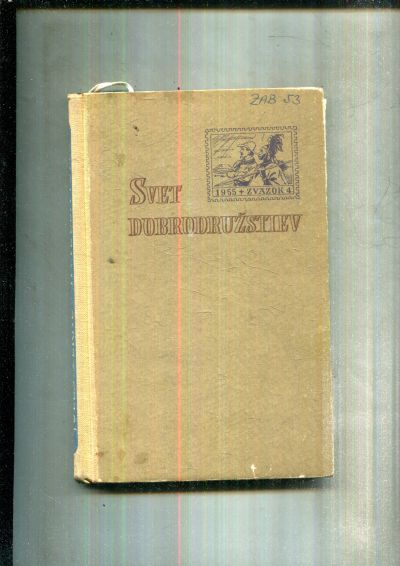 ZAB 53
1955 + ZVÄZOK 4
SVET
DOBRODRUŽSTIEV